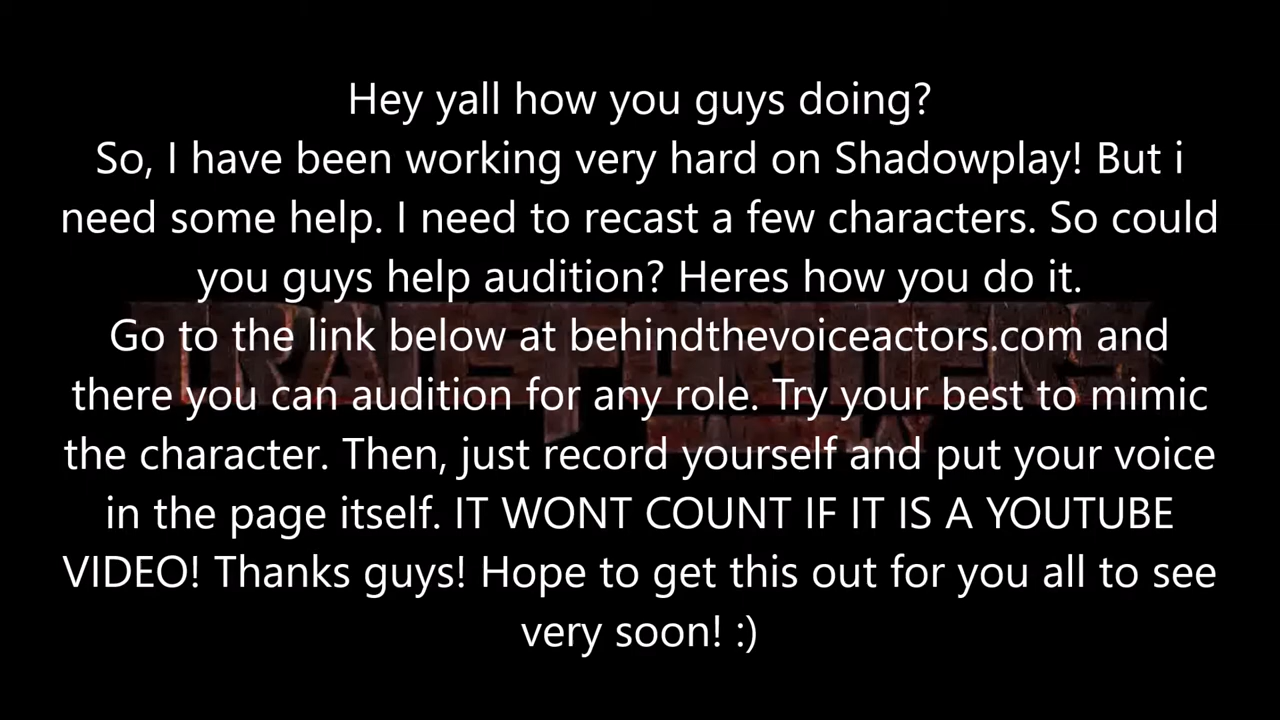 Hey yall how you guys doing?
So, I have been working very hard on Shadowplay! But i
need some help. I need to recast a few characters. So could
you guys help audition? Heres how you do it.
Go to the link below at behindthevoiceactors.com and
there you can audition for any role. Try your best to mimic
the character. Then, just record yourself and put your voice
in the page itself. IT WONT COUNT IF IT IS A YOUTUBE
VIDEO! Thanks guys! Hope to get this out for you all to see
very soon! :)
TRANSFORMERS
SHADOWPLAY